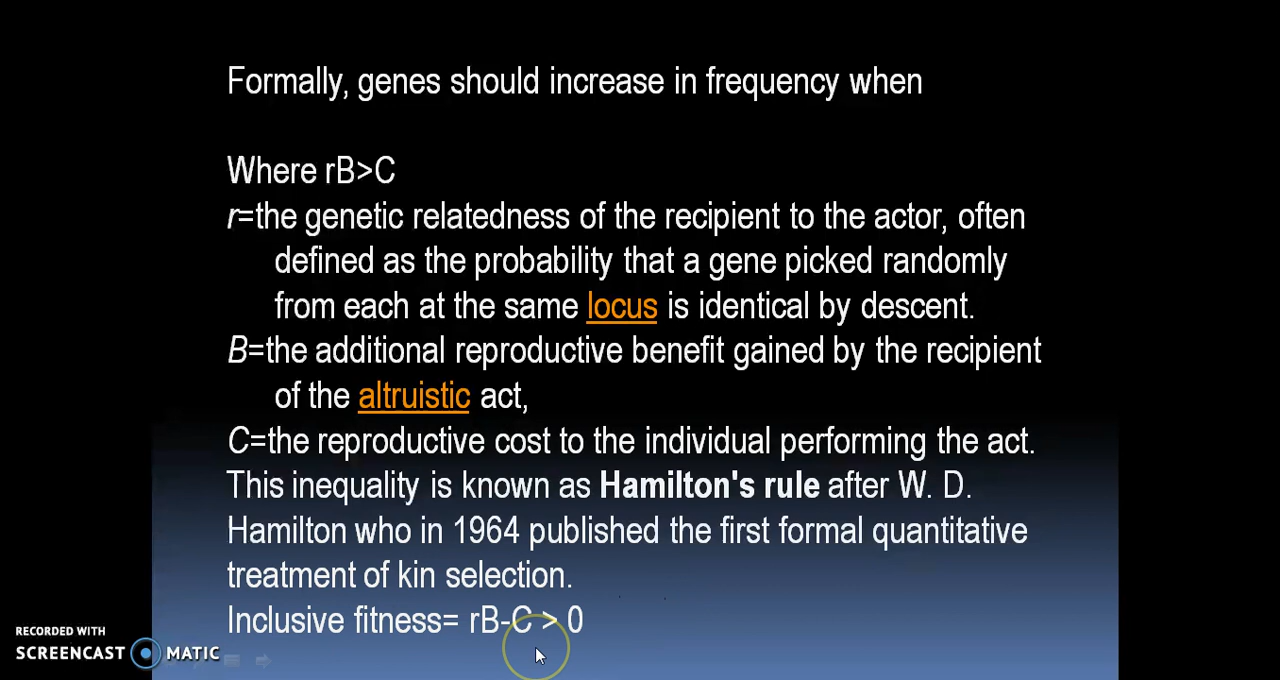 Formally, genes should increase in frequency when
Where rB>C
r=the genetic relatedness of the recipient to the actor, often
defined as the probability that a gene picked randomly
from each at the same locus is identical by descent.
B=the additional reproductive benefit gained by the recipient
of the altruistic act,
C=the reproductive cost to the individual performing the act.
This inequality is known as Hamilton's rule after W. D.
Hamilton who in 1964 published the first formal quantitative
treatment of kin selection.
Inclusive fitness= rB-C > 0
RECORDED WITH
SCREENCAST MATIC